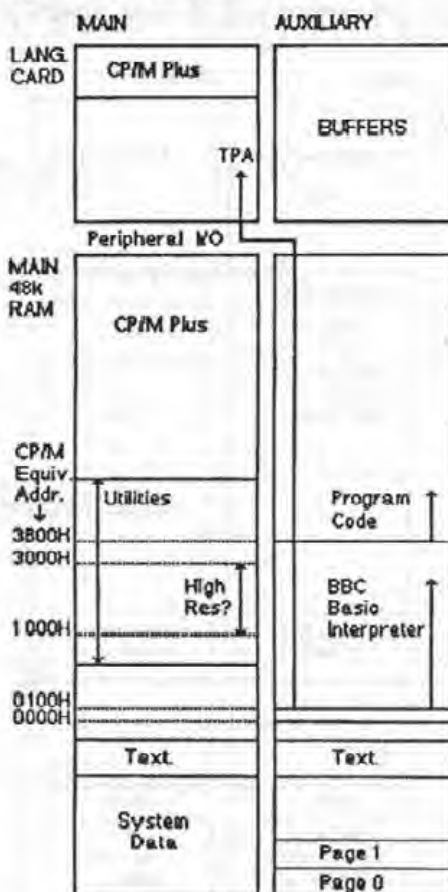 MAIN AUXILIARY
LANG.
CARD
CP/M Plus
BUFFERS
TPA
Peripheral I/O
MAIN
48k
RAM
CP/M Plus
CP/M
Equiv.
Addr.
Utilities
Program
Code
3800H
3000H
High
Res?
BBC
Basic
Interpreter
1000H
0100H
0000H
Text.
Text.
System
Data
Page 1
Page 0